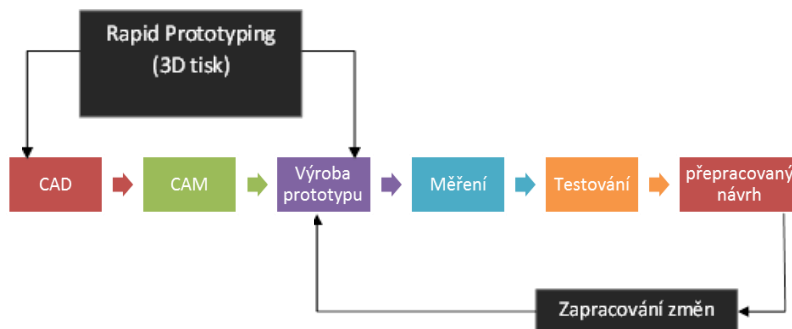 Rapid Prototyping
(3D tisk)
CAD
CAM
Výroba
prototypu
Měření
Testování
přepracovaný
návrh
Zapracování změn